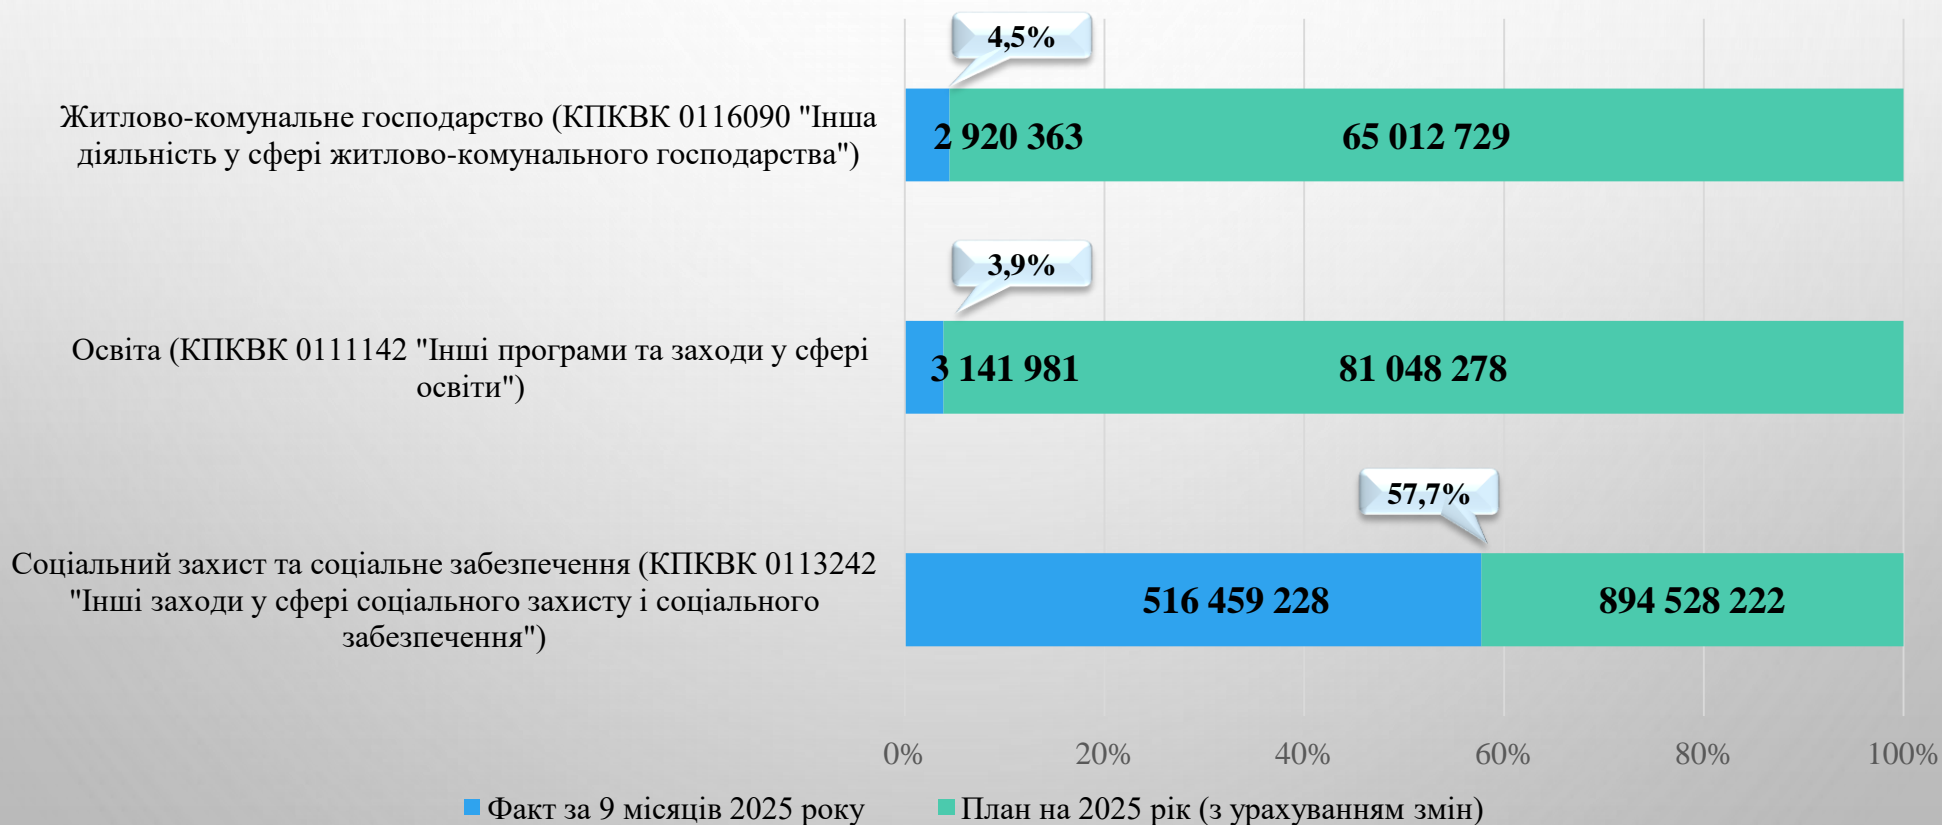 4,5%
Житлово-комунальне господарство (КПКВК 0116090 "Інша
діяльність у сфері житлово-комунального господарства")
2 920 363
65 012 729
3,9%
Освіта (КПКВК 0111142 "Інші програми та заходи у сфері
освіти")
3 141 981
81 048 278
57,7%
Соціальний захист та соціальне забезпечення (КПКВК 0113242
"Інші заходи у сфері соціального захисту і соціального
забезпечення")
516 459 228
894 528 222
0%
20%
40%
60%
80%
100%
Факт за 9 місяців 2025 року
План на 2025 рік (з урахуванням змін)